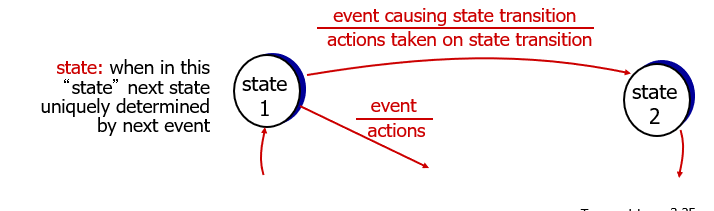 event causing state transition
actions taken on state transition
state: when in this
“state” next state
uniquely determined
by next event
state
1
event
actions
state
2